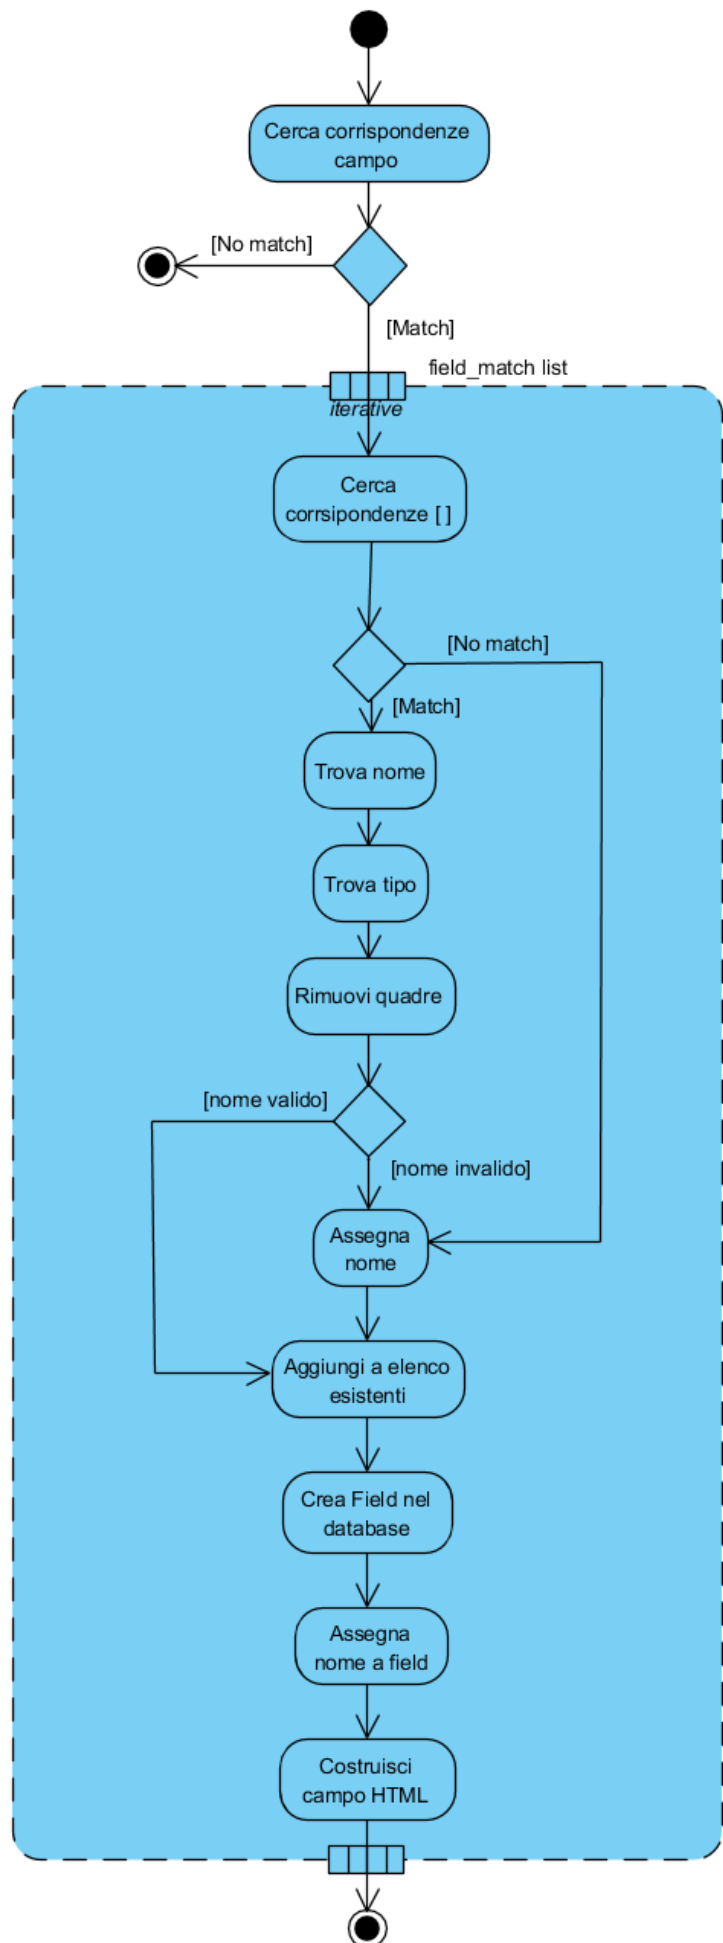 Cerca corrispondenze
campo
[No match]
[Match]
field_match list
iterative
Cerca
corrsipondenze [ ]
[No match]
[Match]
Trova nome
Trova tipo
Rimuovi quadre
[nome valido]
[nome invalido]
Assegna
nome
Aggiungi a elenco
esistenti
Crea Field nel
database
Assegna
nome a field
Costruisci
campo HTML